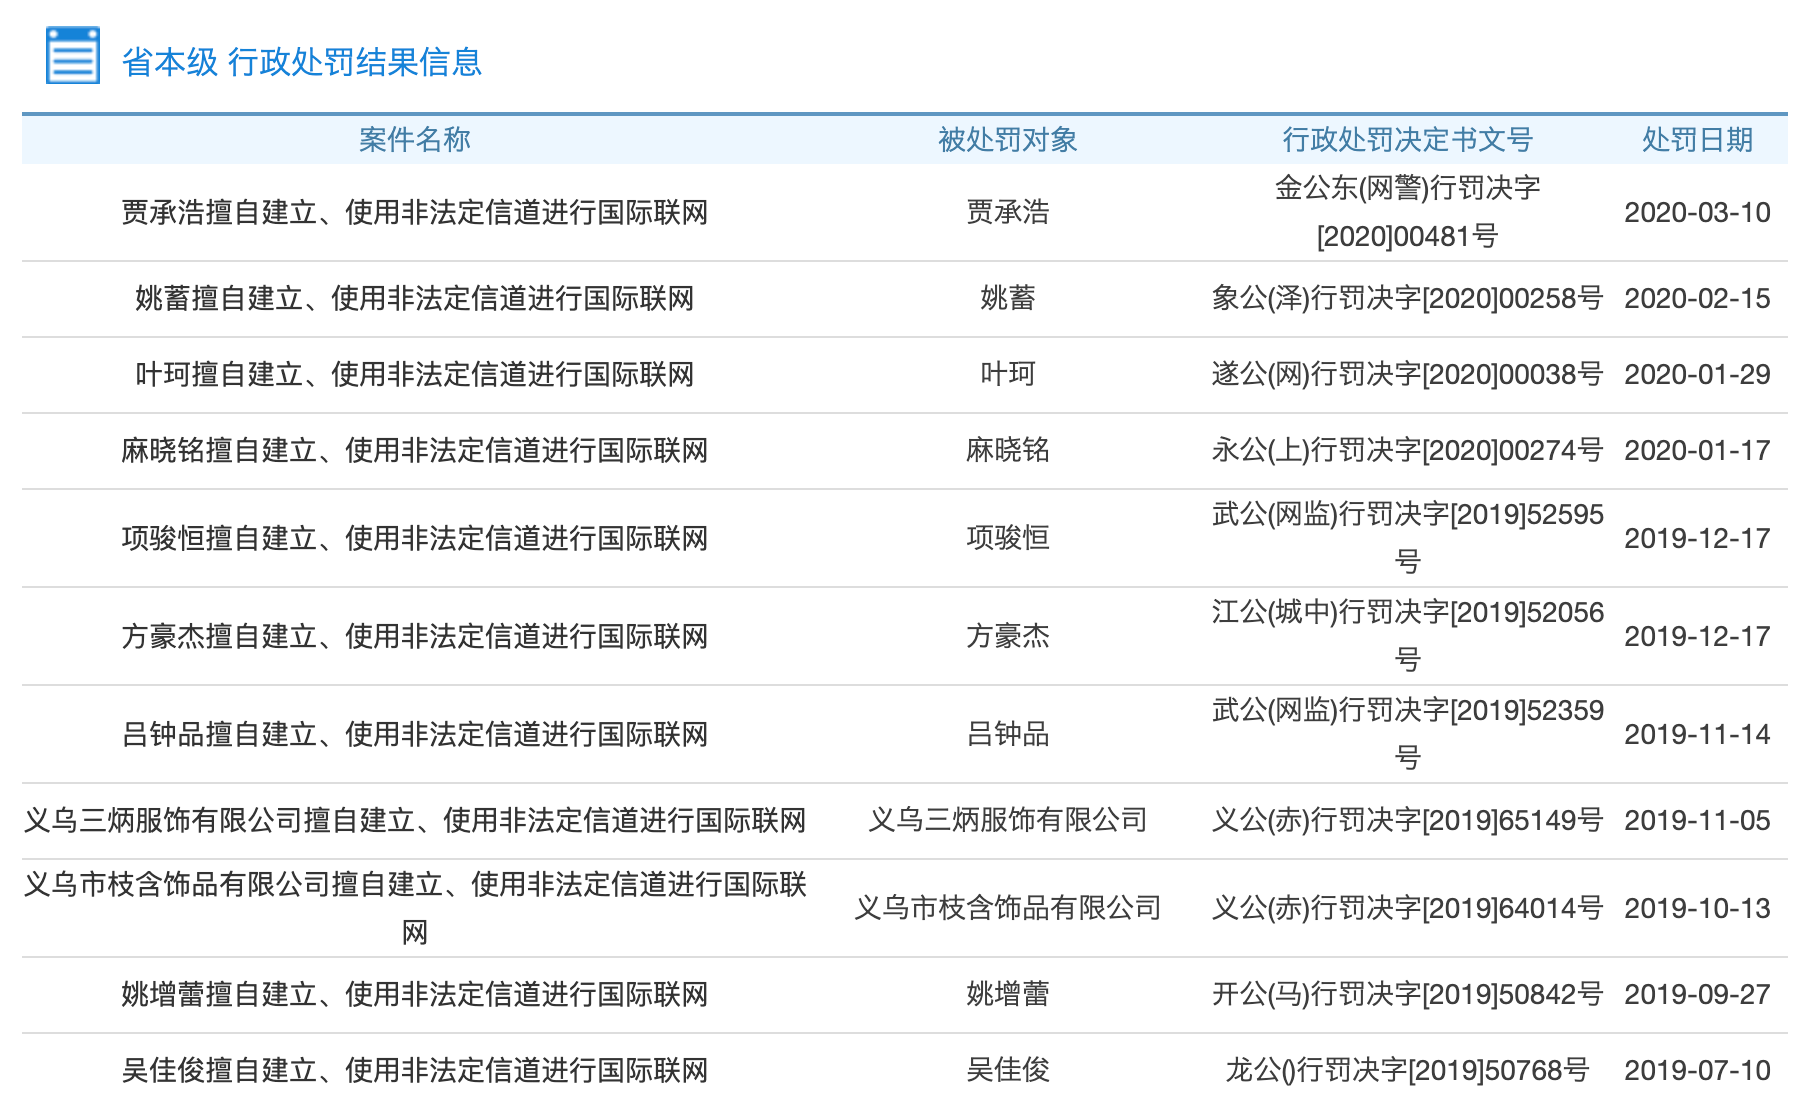 省本级 行政处罚结果信息
案件名称 被处罚对象 行政处罚决定书文号 处罚日期
贾承浩擅自建立、使用非法定信道进行国际联网 贾承浩 金公东(网警)行罚决字 2020-03-10
[2020]00481号
姚蓄擅自建立、使用非法定信道进行国际联网 姚蓄 象公(泽)行罚决字[2020]00258号 2020-02-15
叶珂擅自建立、使用非法定信道进行国际联网 叶珂 遂公(网)行罚决字[2020]00038号 2020-01-29
麻晓铭擅自建立、使用非法定信道进行国际联网 麻晓铭 永公(上)行罚决字[2020]00274号 2020-01-17
项骏恒擅自建立、使用非法定信道进行国际联网 项骏恒 武公(网监)行罚决字[2019]52595 2019-12-17
号
方豪杰擅自建立、使用非法定信道进行国际联网 方豪杰 江公(城中)行罚决字[2019]52056 2019-12-17
号
吕钟品擅自建立、使用非法定信道进行国际联网 吕钟品 武公(网监)行罚决字[2019]52359 2019-11-14
号
义乌三炳服饰有限公司擅自建立、使用非法定信道进行国际联网 义乌三炳服饰有限公司 义公(赤)行罚决字[2019]65149号 2019-11-05
义乌市枝含饰品有限公司擅自建立、使用非法定信道进行国际联 义乌市枝含饰品有限公司 义公(赤)行罚决字[2019]64014号 2019-10-13
网
姚增蕾擅自建立、使用非法定信道进行国际联网 姚增蕾 开公(马)行罚决字[2019]50842号 2019-09-27
吴佳俊擅自建立、使用非法定信道进行国际联网 吴佳俊 龙公()行罚决字[2019]50768号 2019-07-10